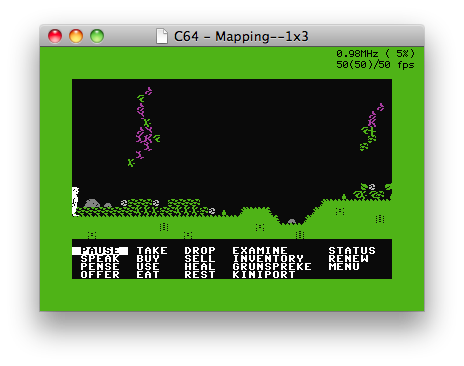 C64 - Mapping--1x3
0.98MHz ( 5%)
50(50)/50 fps
PAUSE TAKE DROP EXAMINE STATUS
SPEAK BUY SELL INVENTORY RENEW
PENSE USE HEAL GRUNSPREKE MENU
OFFER EAT REST KINIPORT